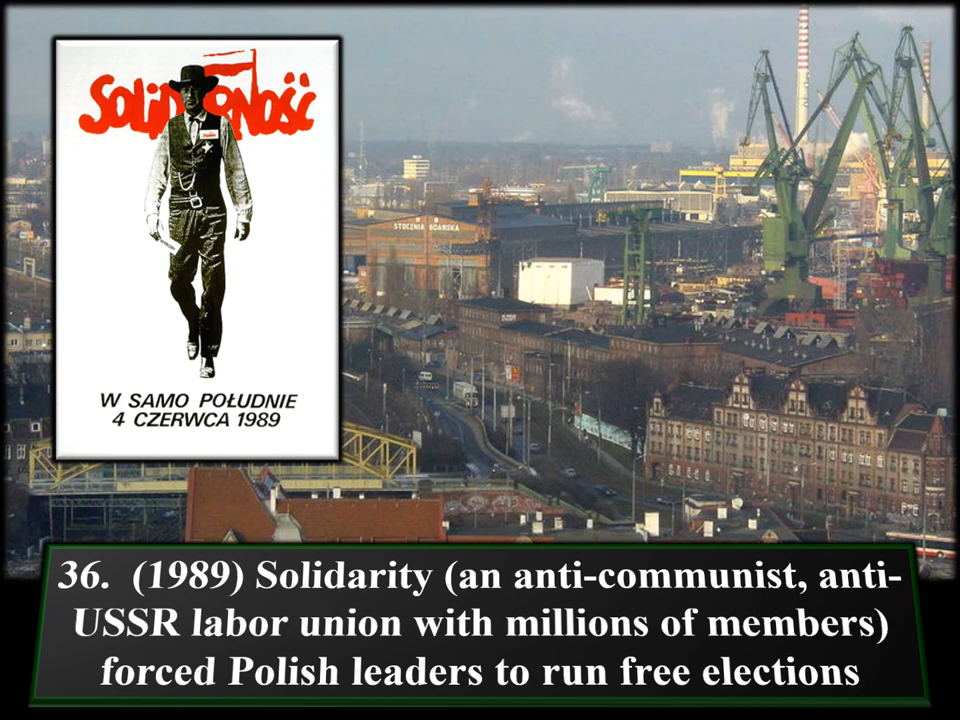 SOLIDARNOŚĆ
W SAMO POŁUDNIE
4 CZERWCA 1989
STOCZNIA GDAŃSKA
36. (1989) Solidarity (an anti-communist, anti-
USSR labor union with millions of members)
forced Polish leaders to run free elections